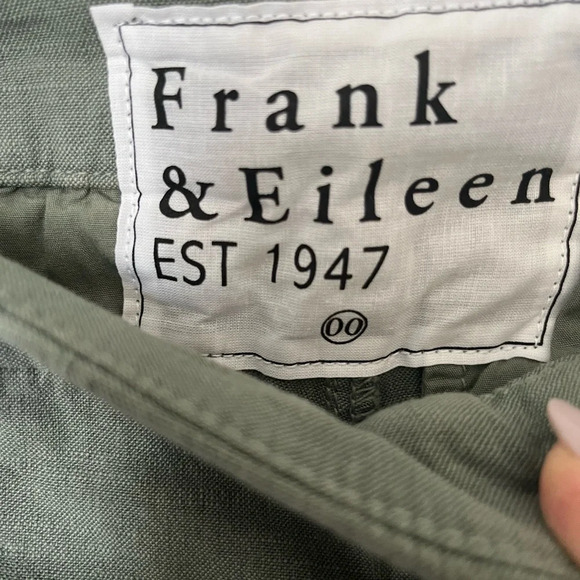 Frank
& Eileen
EST 1947
00